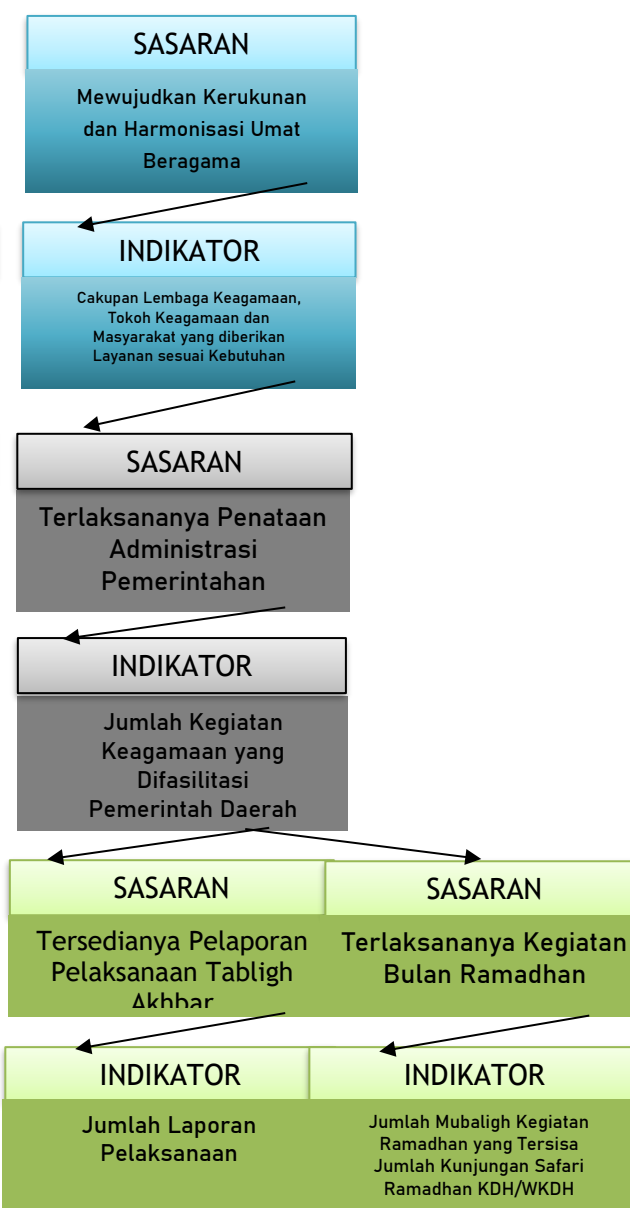 SASARAN
Mewujudkan Kerukunan
dan Harmonisasi Umat
Beragama
INDIKATOR
Cakupan Lembaga Keagamaan,
Tokoh Keagamaan dan
Masyarakat yang diberikan
Layanan sesuai Kebutuhan
SASARAN
Terlaksananya Penataan
Administrasi
Pemerintahan
INDIKATOR
Jumlah Kegiatan
Keagamaan yang
Difasilitasi
Pemerintah Daerah
SASARAN
Tersedianya Pelaporan
Pelaksanaan Tabligh
Akhbar
SASARAN
Terlaksananya Kegiatan
Bulan Ramadhan
INDIKATOR
Jumlah Laporan
Pelaksanaan
INDIKATOR
Jumlah Mubaligh Kegiatan
Ramadhan yang Tersisa
Jumlah Kunjungan Safari
Ramadhan KDH/WKDH